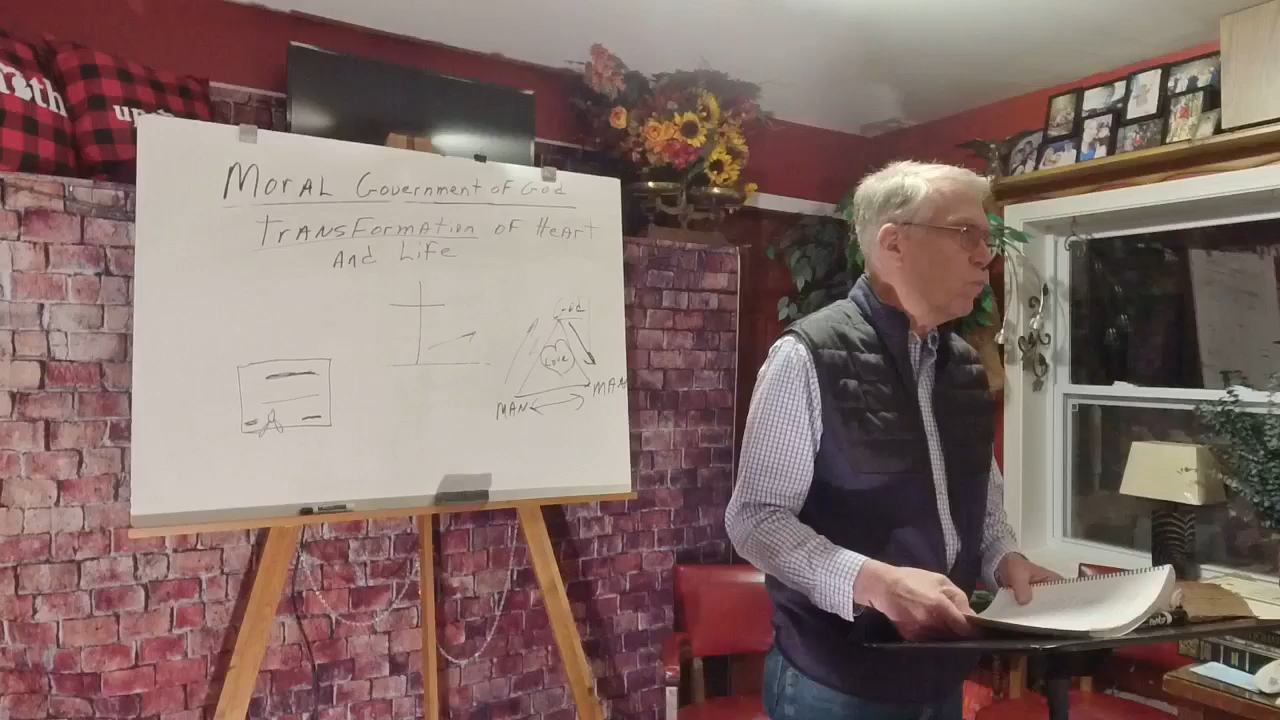 Moral Government of God
Transformation of Heart
And Life
God
Love
MAN
MAN